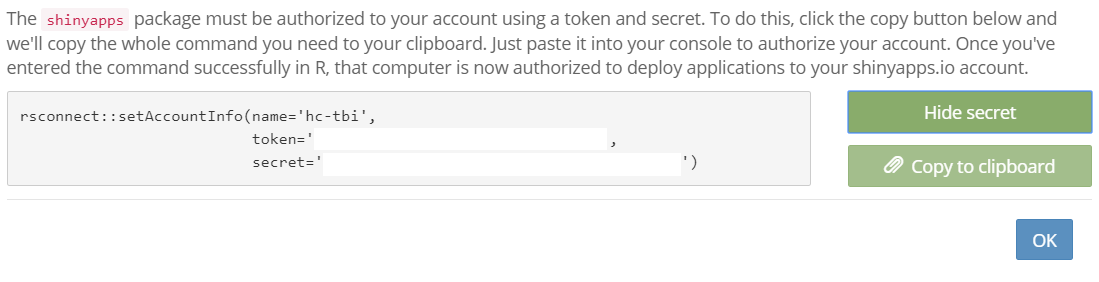 The shinyapps package must be authorized to your account using a token and secret. To do this, click the copy button below and
we'll copy the whole command you need to your clipboard. Just paste it into your console to authorize your account. Once you've
entered the command successfully in R, that computer is now authorized to deploy applications to your shinyapps.io account.
rsconnect::setAccountInfo(name='hc-tbi',
token=' ,
secret=' ')
Hide secret
Copy to clipboard
OK